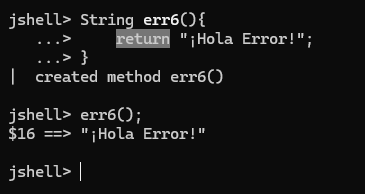 jshell> String err6(){
   ...>     return "¡Hola Error!";
   ...> }
|  created method err6()
jshell> err6();
$16 ==> "¡Hola Error!"
jshell>